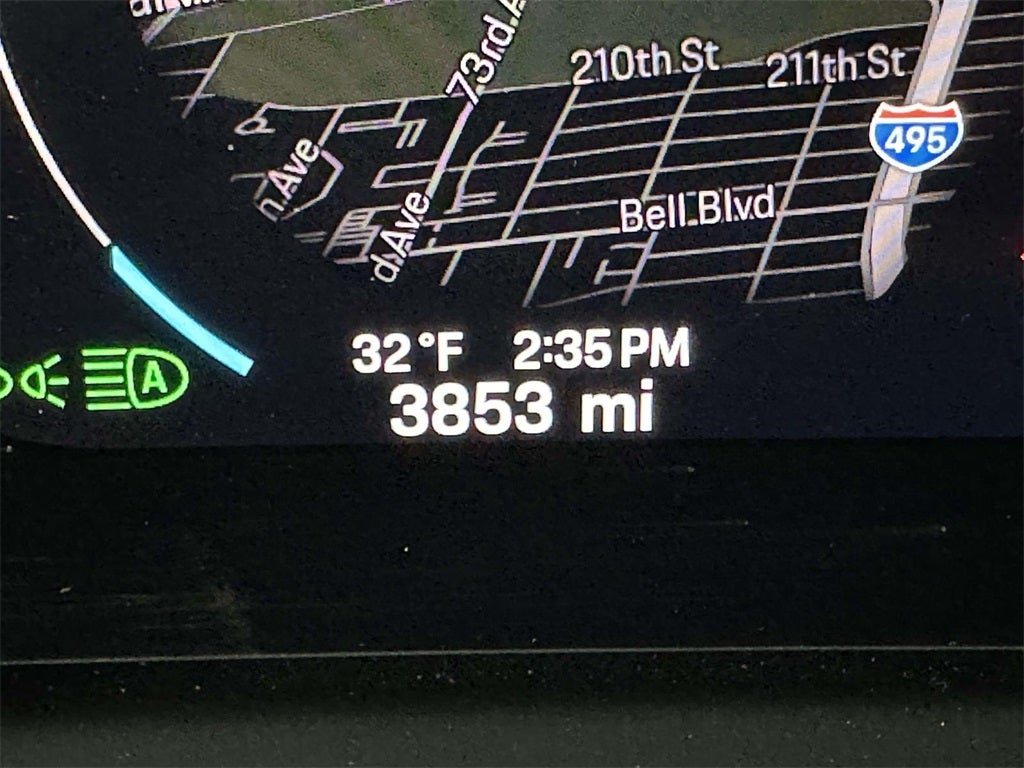 73rd A
210th St
211th St
495
n Ave
Bell Blvd
d Ave
32°F 2:35 PM
3853 mi
A